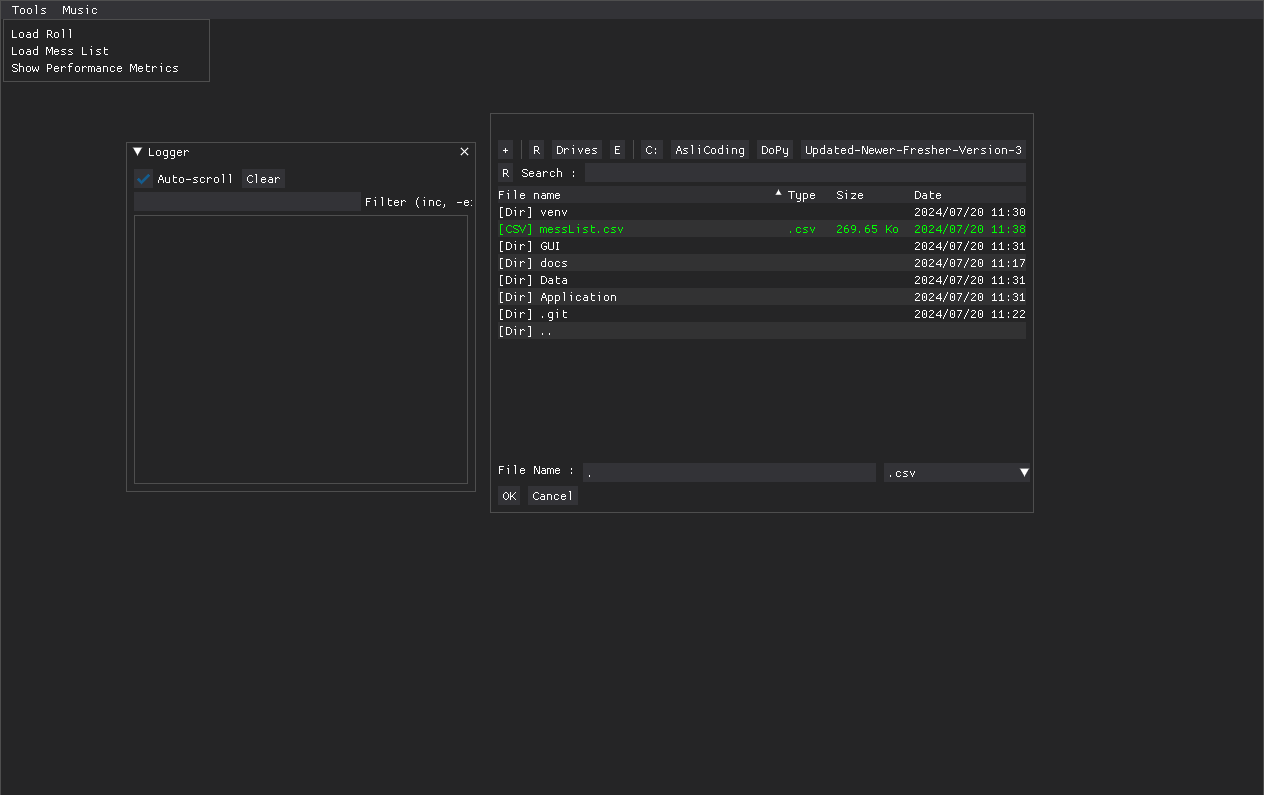 Tools Music
Load Roll
Load Mess List
Show Performance Metrics
Logger
Auto-scroll Clear
Filter (inc, -e
+ R Drives E C: AsliCoding DoPy Updated-Newer-Fresher-Version-3
R Search :
File name Type Size Date
[Dir] venv 2024/07/20 11:30
[CSV] messList.csv .csv 269.65 Ko 2024/07/20 11:38
[Dir] GUI 2024/07/20 11:31
[Dir] docs 2024/07/20 11:17
[Dir] Data 2024/07/20 11:31
[Dir] Application 2024/07/20 11:31
[Dir] .git 2024/07/20 11:22
[Dir] ..
File Name : . .csv
OK Cancel